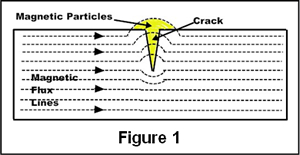 Magnetic Particles
Crack
Magnetic
Flux
Lines
Figure 1